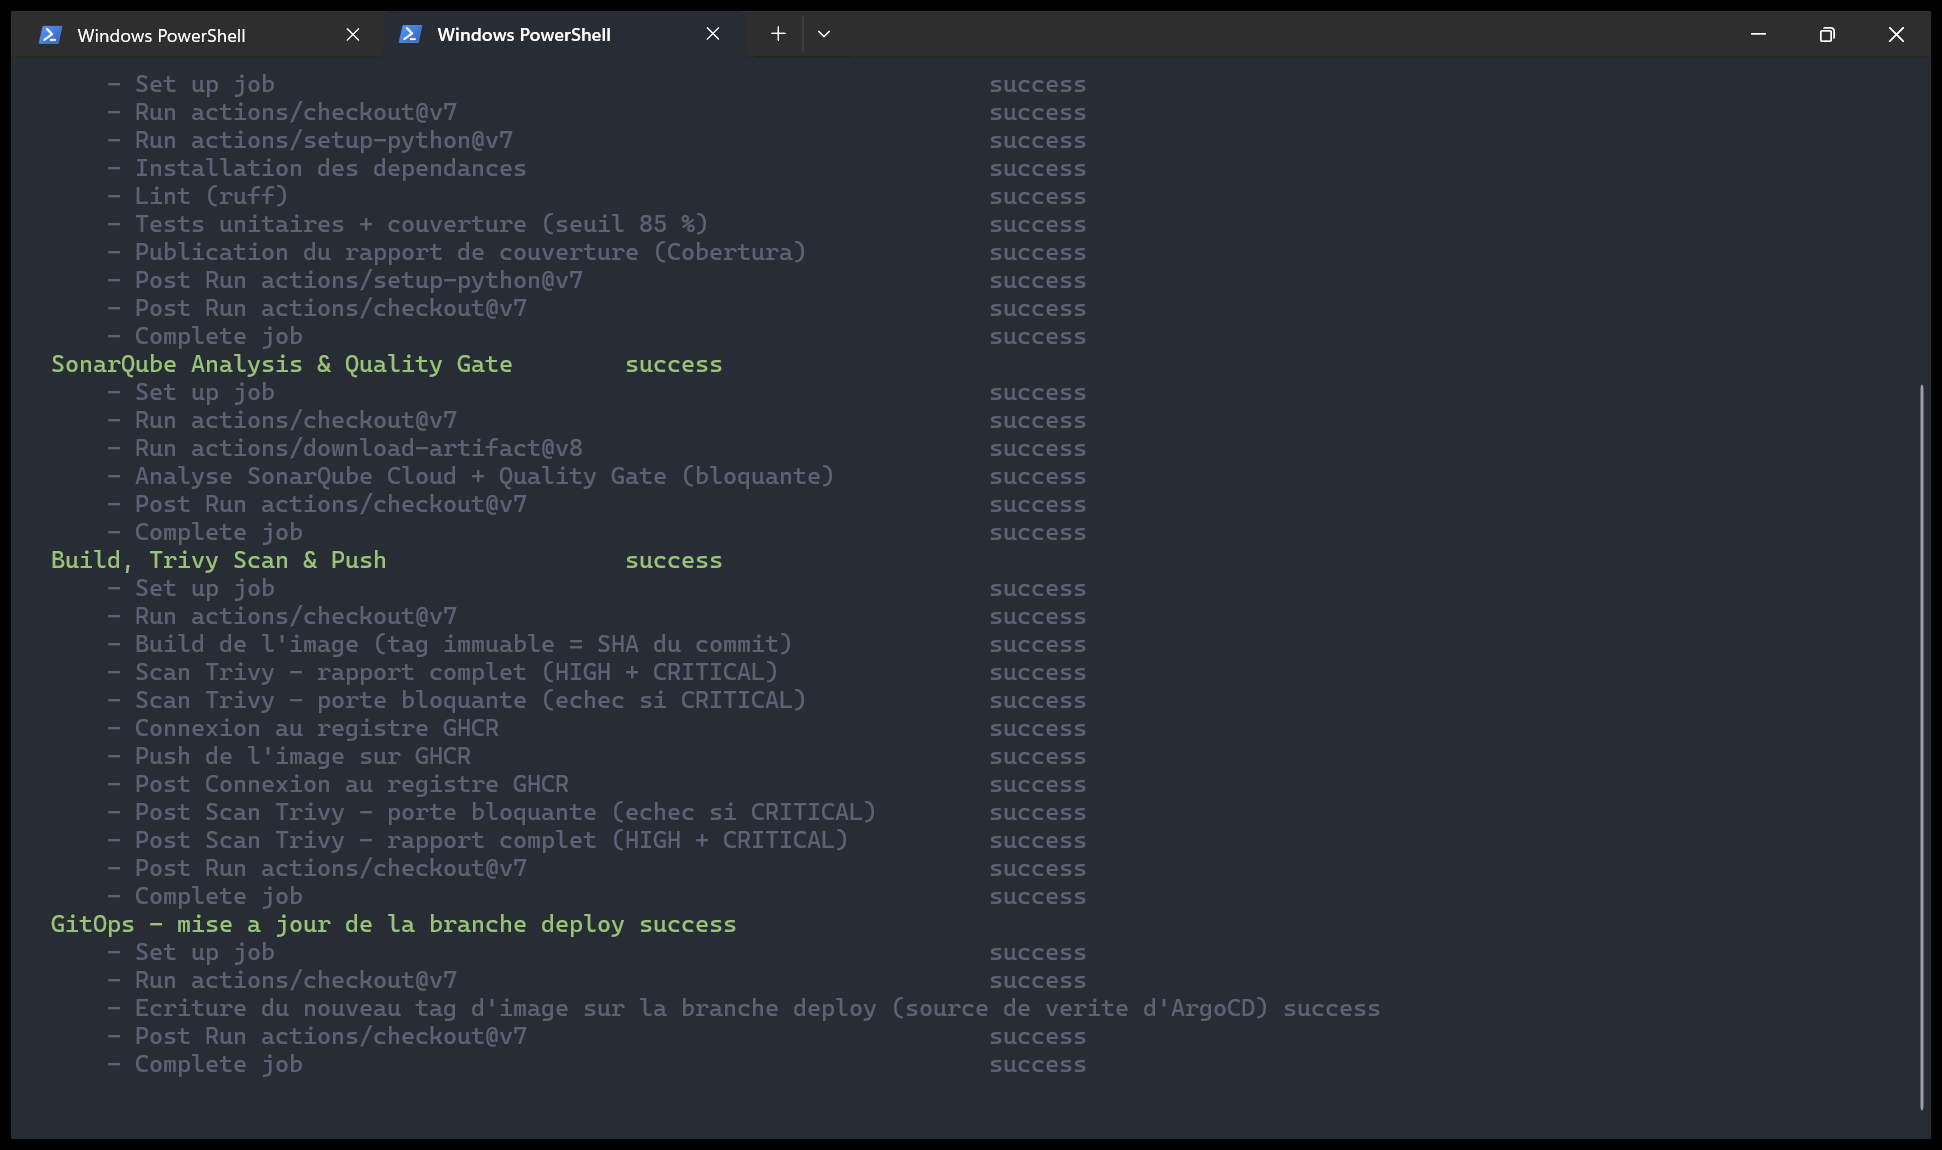 Windows PowerShell
Windows PowerShell
- Set up job success
- Run actions/checkout@v7 success
- Run actions/setup-python@v7 success
- Installation des dependances success
- Lint (ruff) success
- Tests unitaires + couverture (seuil 85 %) success
- Publication du rapport de couverture (Cobertura) success
- Post Run actions/setup-python@v7 success
- Post Run actions/checkout@v7 success
- Complete job success
SonarQube Analysis & Quality Gate success
- Set up job success
- Run actions/checkout@v7 success
- Run actions/download-artifact@v8 success
- Analyse SonarQube Cloud + Quality Gate (bloquante) success
- Post Run actions/checkout@v7 success
- Complete job success
Build, Trivy Scan & Push success
- Set up job success
- Run actions/checkout@v7 success
- Build de l'image (tag immuable = SHA du commit) success
- Scan Trivy - rapport complet (HIGH + CRITICAL) success
- Scan Trivy - porte bloquante (echec si CRITICAL) success
- Connexion au registre GHCR success
- Push de l'image sur GHCR success
- Post Connexion au registre GHCR success
- Post Scan Trivy - porte bloquante (echec si CRITICAL) success
- Post Scan Trivy - rapport complet (HIGH + CRITICAL) success
- Post Run actions/checkout@v7 success
- Complete job success
GitOps - mise a jour de la branche deploy success
- Set up job success
- Run actions/checkout@v7 success
- Ecriture du nouveau tag d'image sur la branche deploy (source de verite d'ArgoCD) success
- Post Run actions/checkout@v7 success
- Complete job success